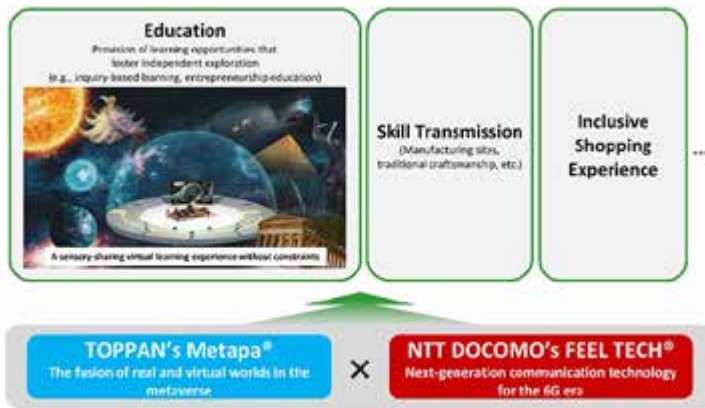 Education
Provision of learning opportunities that
foster independent exploration
(e.g., inquiry-based learning, entrepreneurship education)
A sensory-sharing virtual learning experience without constraints
Skill Transmission
(Manufacturing sites,
traditional craftsmanship, etc.)
Inclusive
Shopping
Experience
...
TOPPAN's Metapa®
The fusion of real and virtual worlds in the
metaverse
×
NTT DOCOMO's FEEL TECH®
Next-generation communication technology
for the 6G era